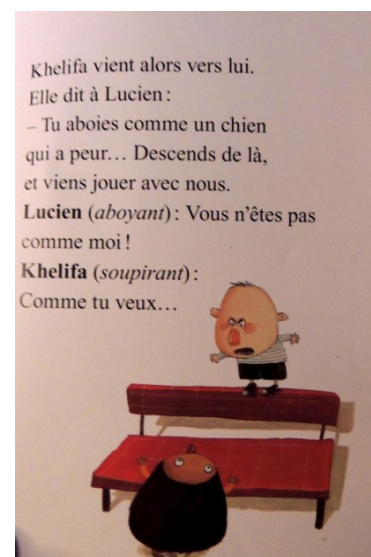 Khelifa vient alors vers lui.
Elle dit à Lucien :
– Tu aboies comme un chien
qui a peur… Descends de là,
et viens jouer avec nous.
Lucien (aboyant) : Vous n'êtes pas
comme moi !
Khelifa (soupirant) :
Comme tu veux…